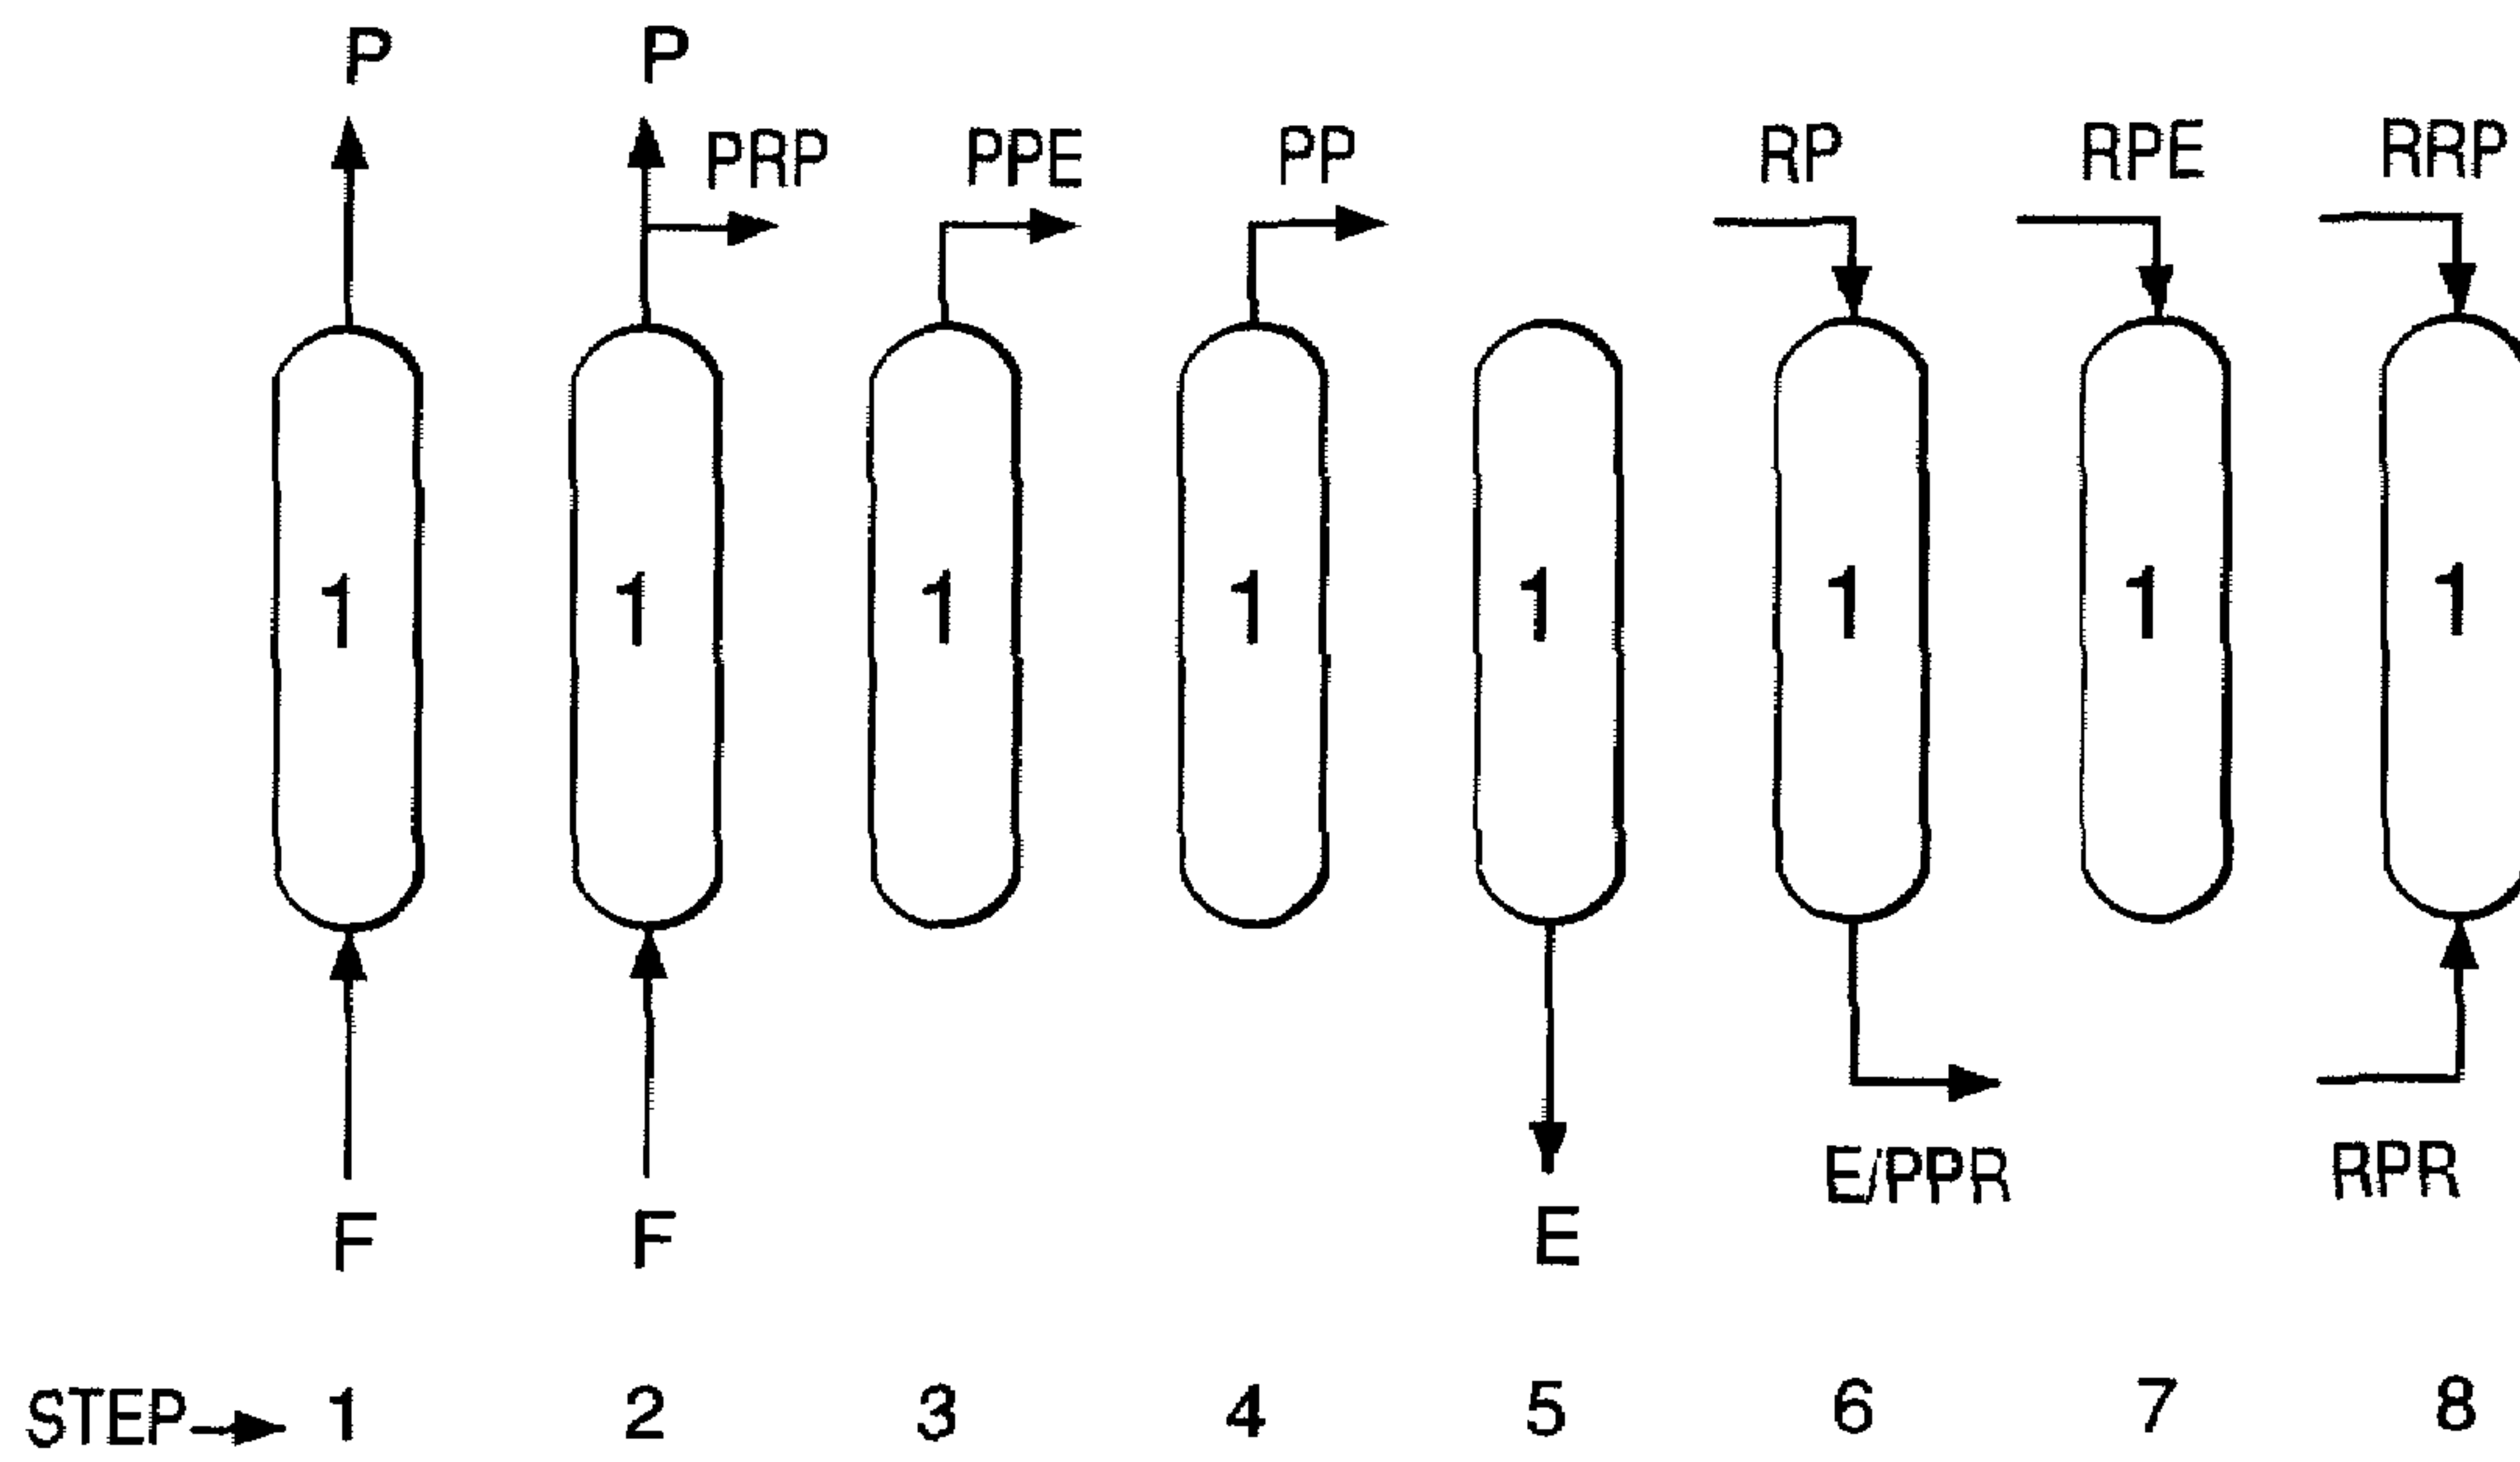 P P
PRP PPE PP RP RPE RRP
1 1 1 1 1 1 1 1
E/PPR RPR
F F E
STEP 1 2 3 4 5 6 7 8